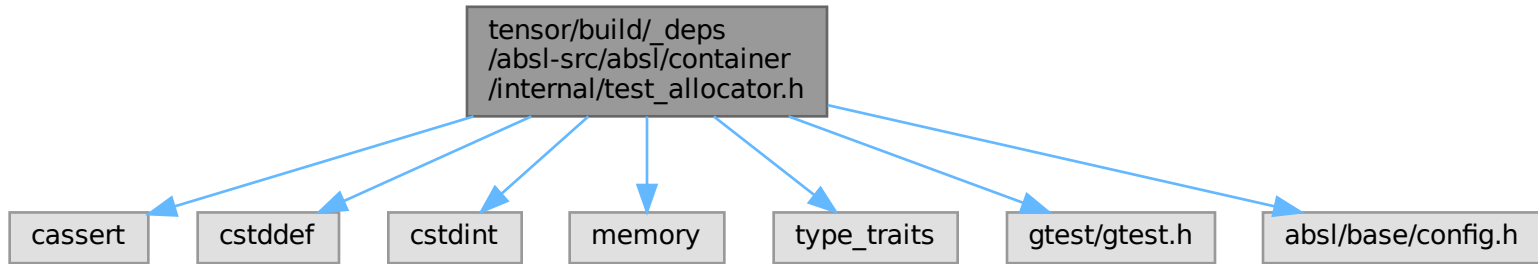 tensor/build/_deps
/absl-src/absl/container
/internal/test_allocator.h
cassert
cstddef
cstdint
memory
type_traits
gtest/gtest.h
absl/base/config.h